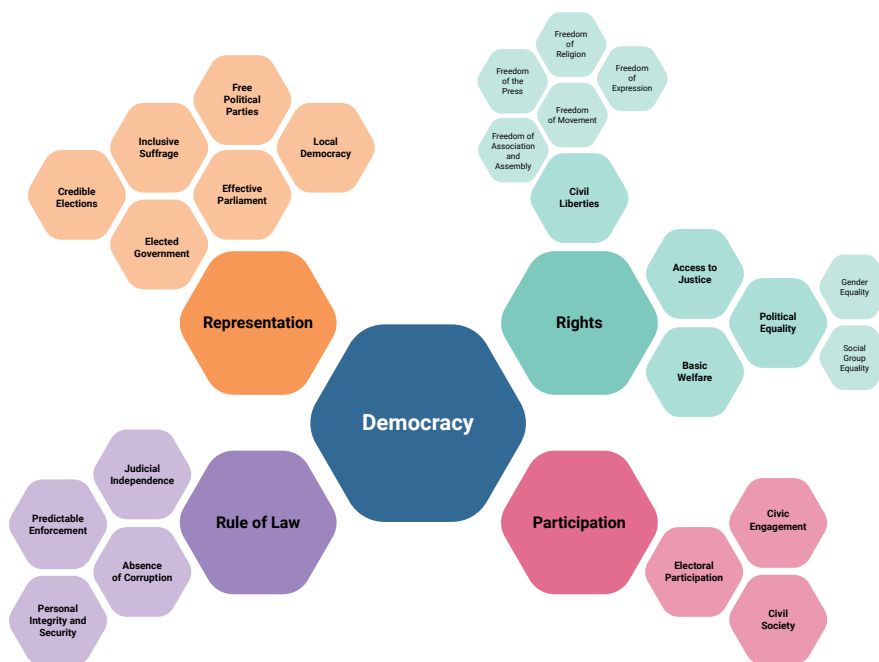 Free
Political
Parties
Inclusive
Suffrage
Local
Democracy
Credible
Elections
Effective
Parliament
Elected
Government
Representation
Freedom
of
Religion
Freedom
of the
Press
Freedom
of
Expression
Freedom
of Movement
Freedom of
Association
and
Assembly
Civil
Liberties
Rights
Access to
Justice
Political
Equality
Basic
Welfare
Gender
Equality
Social
Group
Equality
Democracy
Judicial
Independence
Predictable
Enforcement
Absence
of Corruption
Personal
Integrity and
Security
Rule of Law
Participation
Civic
Engagement
Electoral
Participation
Civil
Society